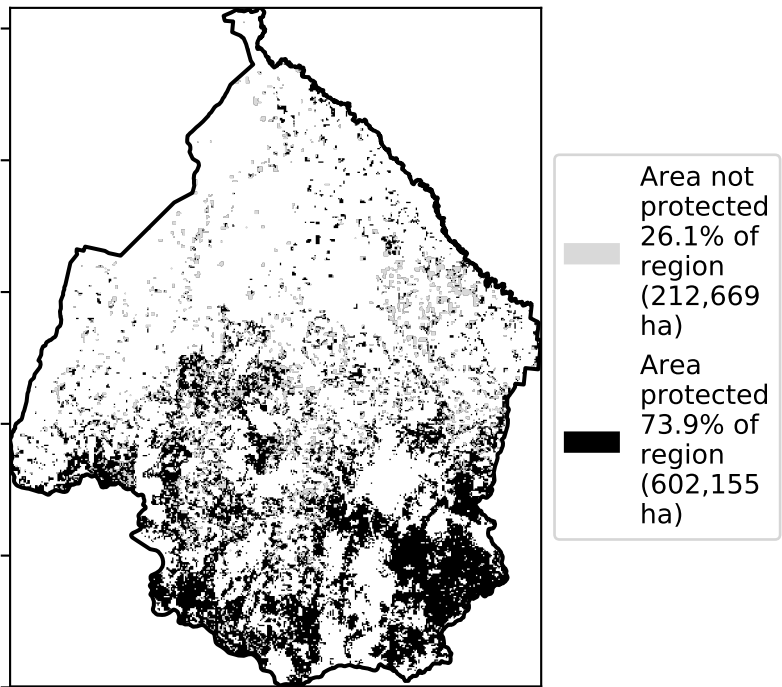 Area not
protected
26.1% of
region
(212,669
ha)
Area
protected
73.9% of
region
(602,155
ha)